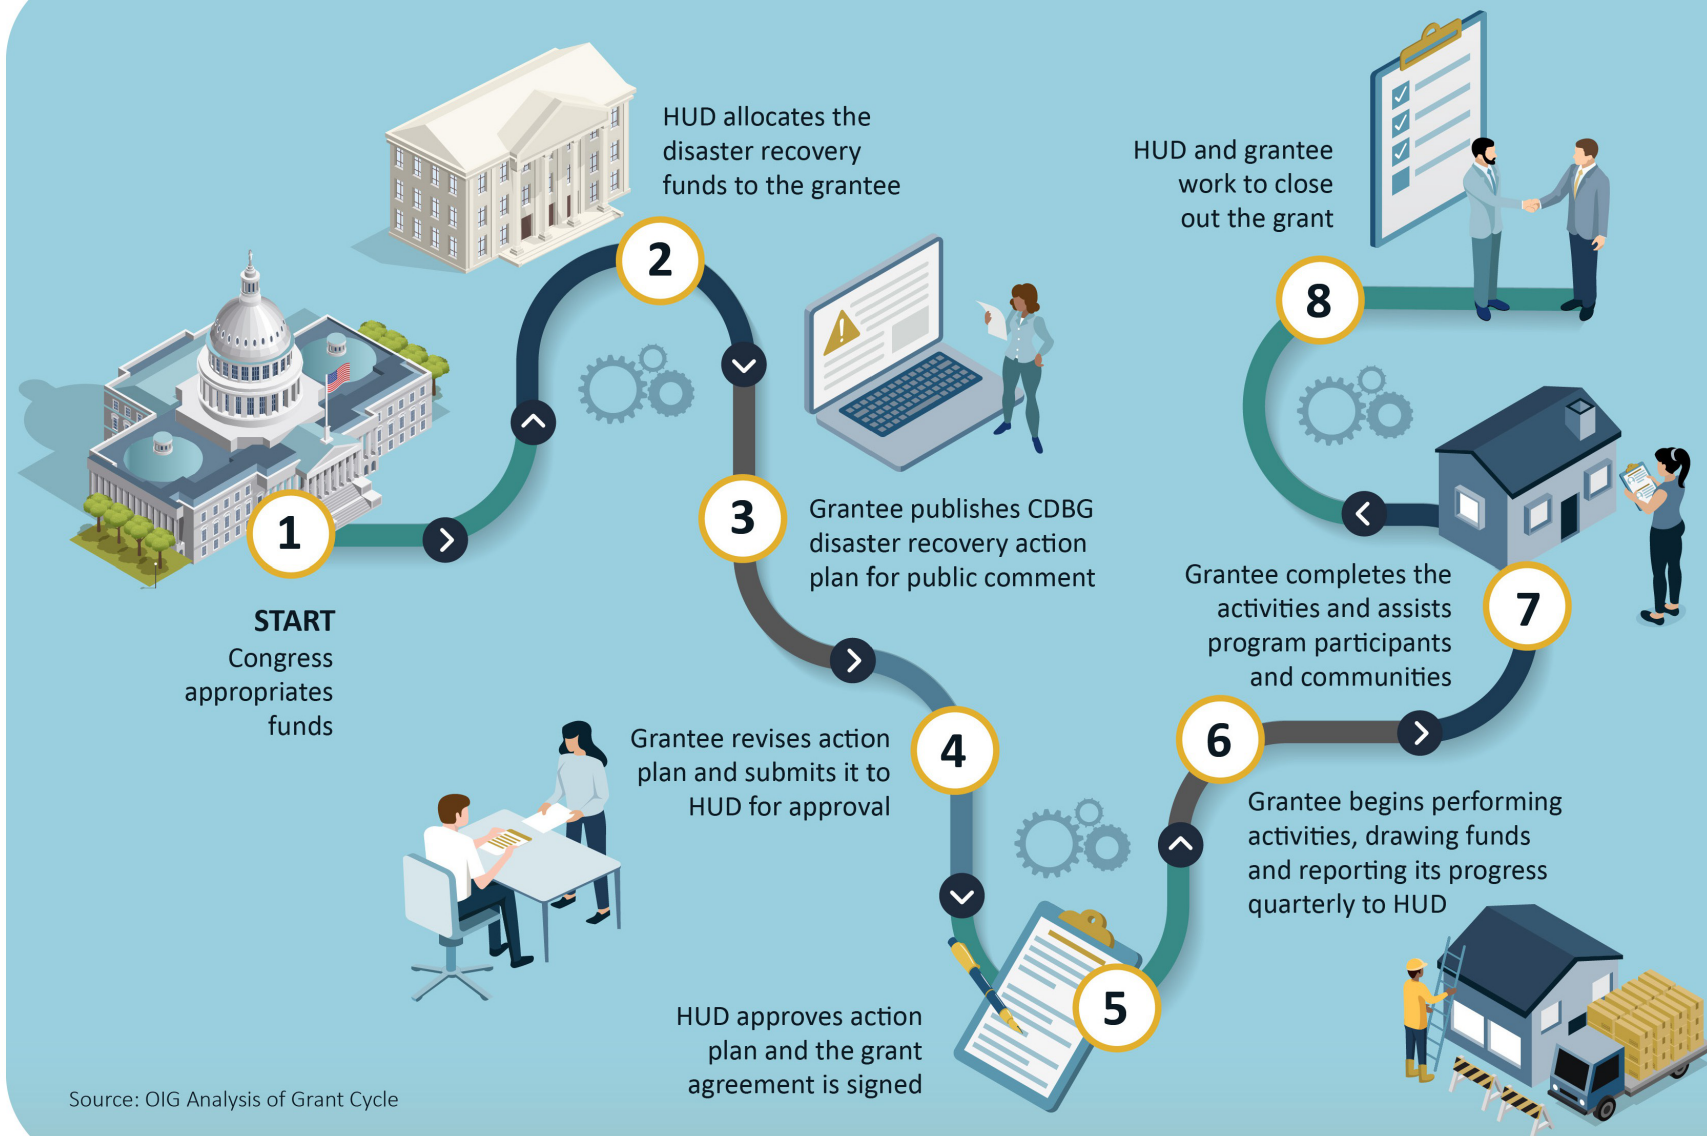 1
START
Congress
appropriates
funds
2
HUD allocates the
disaster recovery
funds to the grantee
3
Grantee publishes CDBG
disaster recovery action
plan for public comment
4
Grantee revises action
plan and submits it to
HUD for approval
5
HUD approves action
plan and the grant
agreement is signed
6
Grantee begins performing
activities, drawing funds
and reporting its progress
quarterly to HUD
7
Grantee completes the
activities and assists
program participants
and communities
8
HUD and grantee
work to close
out the grant
Source: OIG Analysis of Grant Cycle